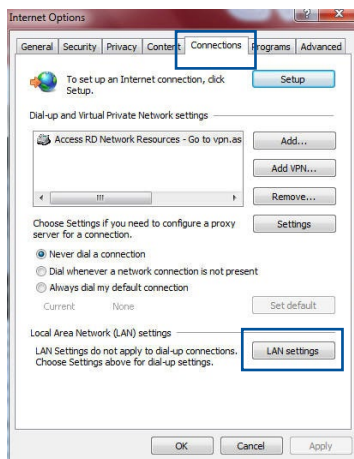 Internet Options
General Security Privacy Content Connections Programs Advanced
To set up an Internet connection, click
Setup.
Setup
Dial-up and Virtual Private Network settings
Access RD Network Resources - Go to vpn.as
Add...
Add VPN...
Remove...
Choose Settings if you need to configure a proxy
server for a connection.
Settings
Never dial a connection
Dial whenever a network connection is not present
Always dial my default connection
Current None
Set default
Local Area Network (LAN) settings
LAN Settings do not apply to dial-up connections.
Choose Settings above for dial-up settings.
LAN settings
OK Cancel Apply